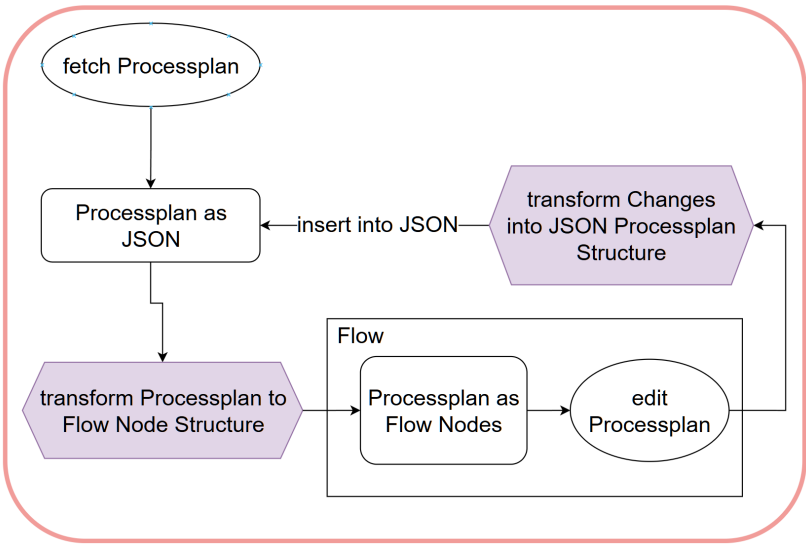 fetch Processplan
Processplan as
JSON
insert into JSON
transform Changes
into JSON Processplan
Structure
transform Processplan to
Flow Node Structure
Flow
Processplan as
Flow Nodes
edit
Processplan